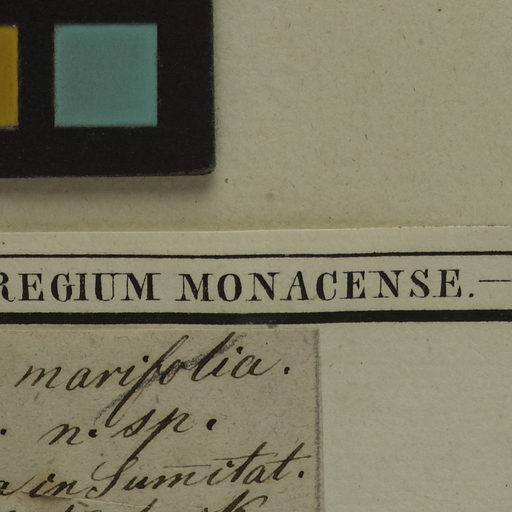 REGIUM MONACENSE.—
marifolia.
. n. sp.
a in Sumitat.